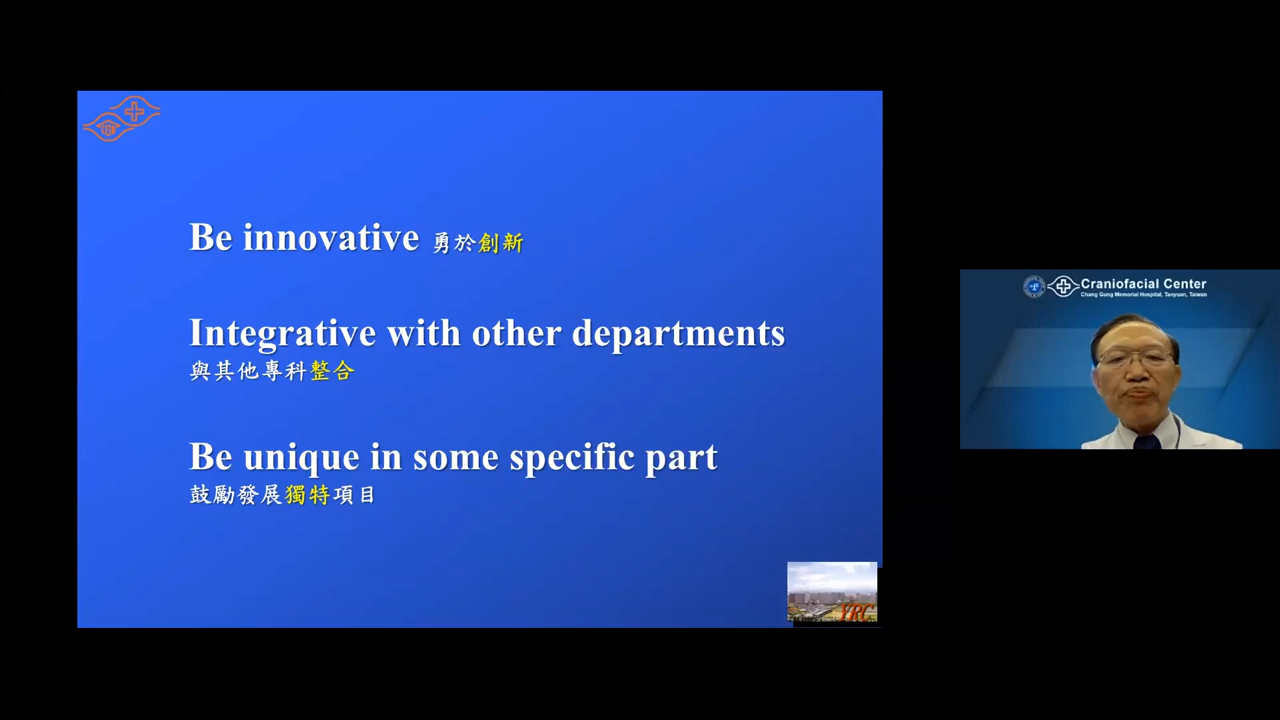 Be innovative 勇於創新
Integrative with other departments
與其他專科整合
Be unique in some specific part
鼓勵發展獨特項目
YRC
Craniofacial Center
Chang Gung Memorial Hospital, Taoyuan, Taiwan